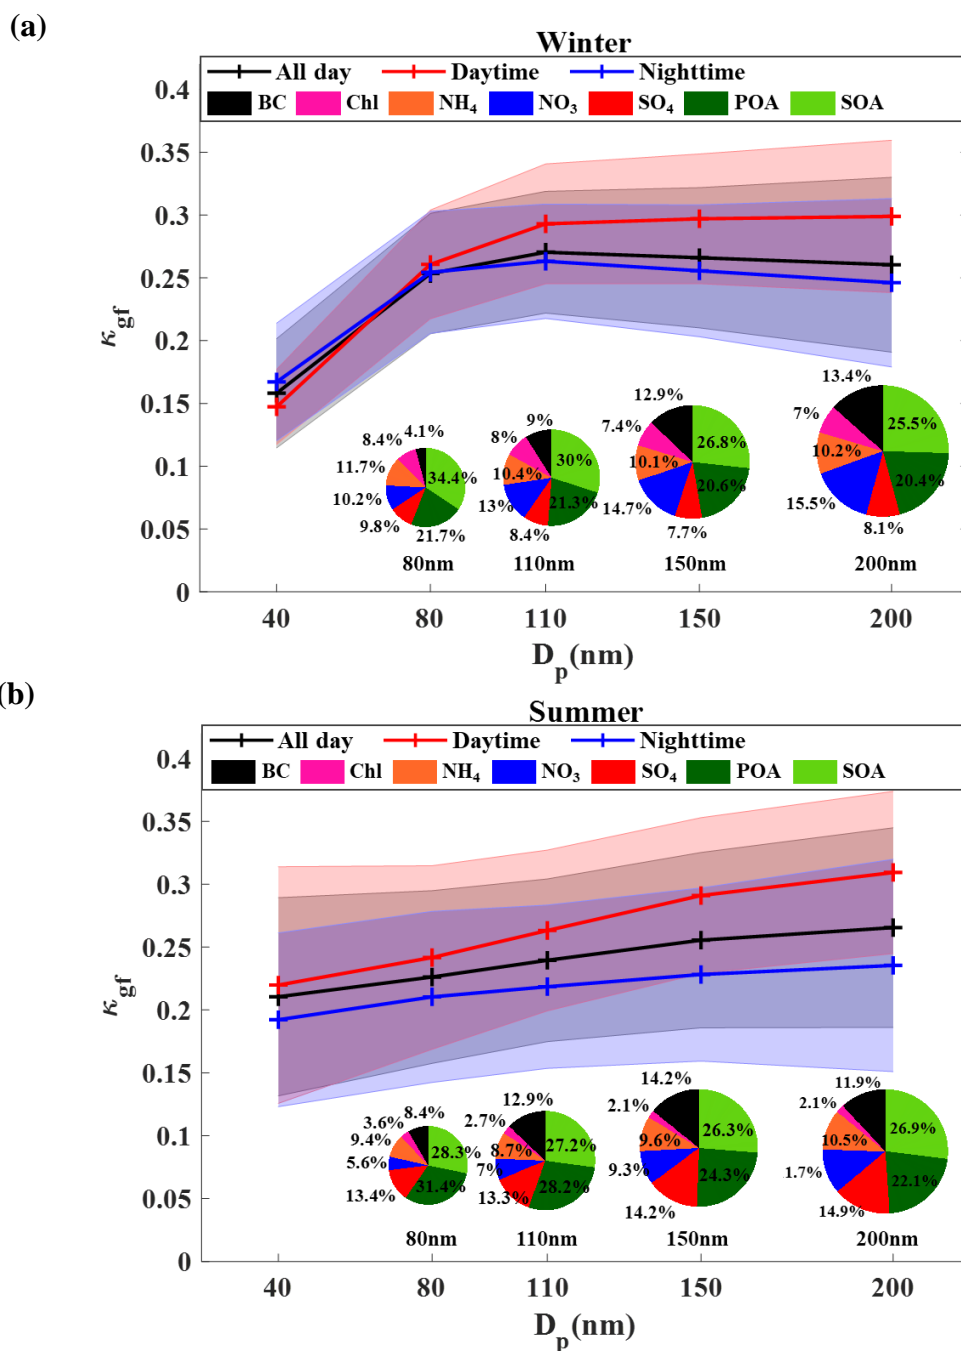 (a)
Winter
All day Daytime Nighttime
BC Chl NH4 NO3 SO4 POA SOA
0.4
0.35
0.3
0.25
0.2
0.15
0.1
0.05
0
κgf
8.4% 4.1%
11.7% 34.4%
10.2%
9.8% 21.7%
80nm
8% 9%
10.4% 30%
13% 21.3%
8.4%
110nm
12.9%
7.4% 26.8%
10.1%
14.7% 20.6%
7.7%
150nm
13.4%
7% 25.5%
10.2% 20.4%
15.5%
8.1%
200nm
40 80 110 150 200
Dp(nm)
(b)
Summer
All day Daytime Nighttime
BC Chl NH4 NO3 SO4 POA SOA
0.4
0.35
0.3
0.25
0.2
0.15
0.1
0.05
0
κgf
3.6% 8.4%
9.4% 28.3%
5.6% 31.4%
13.4%
80nm
12.9%
2.7% 27.2%
8.7%
7% 28.2%
13.3%
110nm
14.2%
2.1% 26.3%
9.6%
9.3% 24.3%
14.2%
150nm
11.9%
2.1% 26.9%
10.5%
1.7% 22.1%
14.9%
200nm
40 80 110 150 200
Dp(nm)